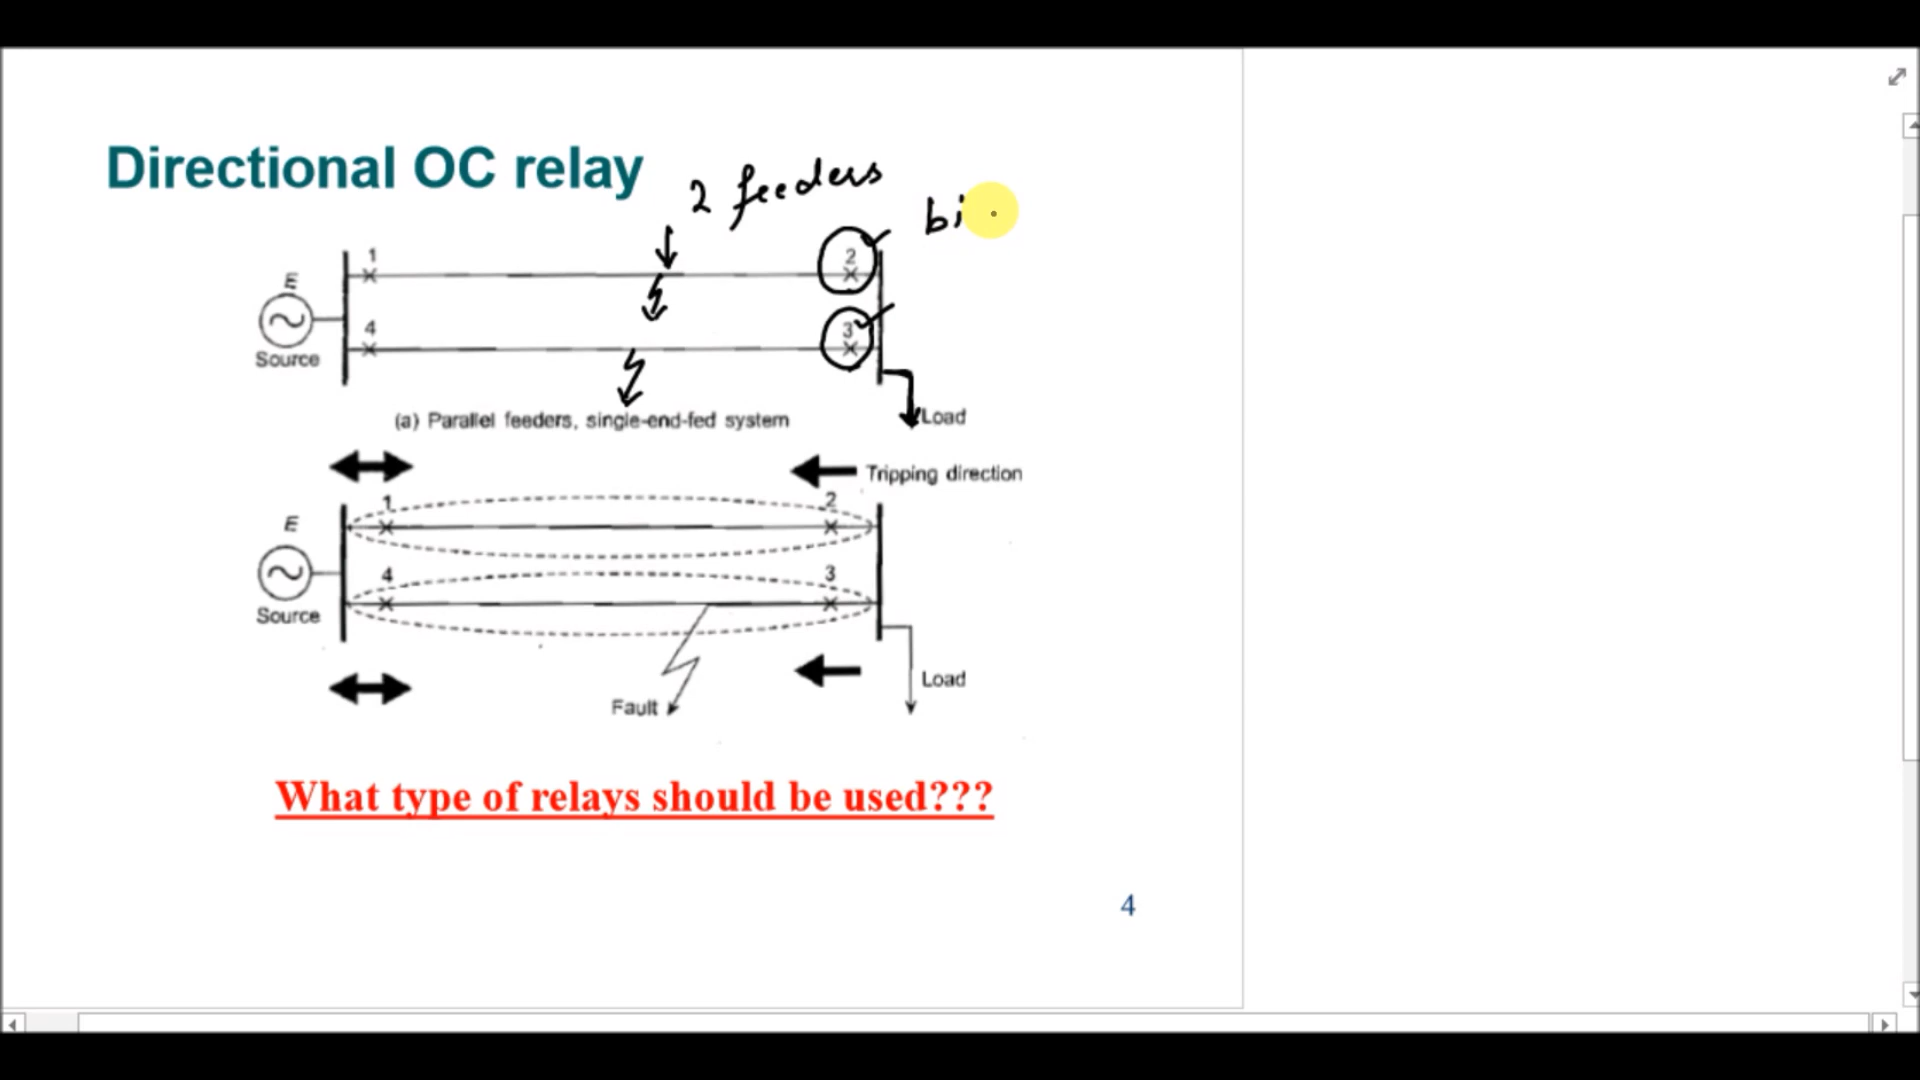 Directional OC relay
2 feeders
bi
1
2
E
4
3
Source
Load
(a) Parallel feeders, single-end-fed system
Tripping direction
1
2
E
4
3
Source
Load
Fault
What type of relays should be used???
4